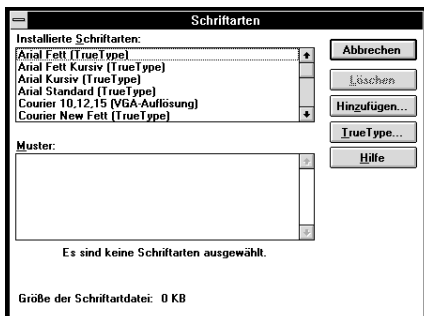 Schriftarten
Installierte Schriftarten:
Arial Fett (TrueType)
Arial Fett Kursiv (TrueType)
Arial Kursiv (TrueType)
Arial Standard (TrueType)
Courier 10,12,15 (VGA-Auflösung)
Courier New Fett (TrueType)
Abbrechen
Löschen
Hinzufügen...
TrueType...
Hilfe
Muster:
Es sind keine Schriftarten ausgewählt.
Größe der Schriftartdatei: 0 KB